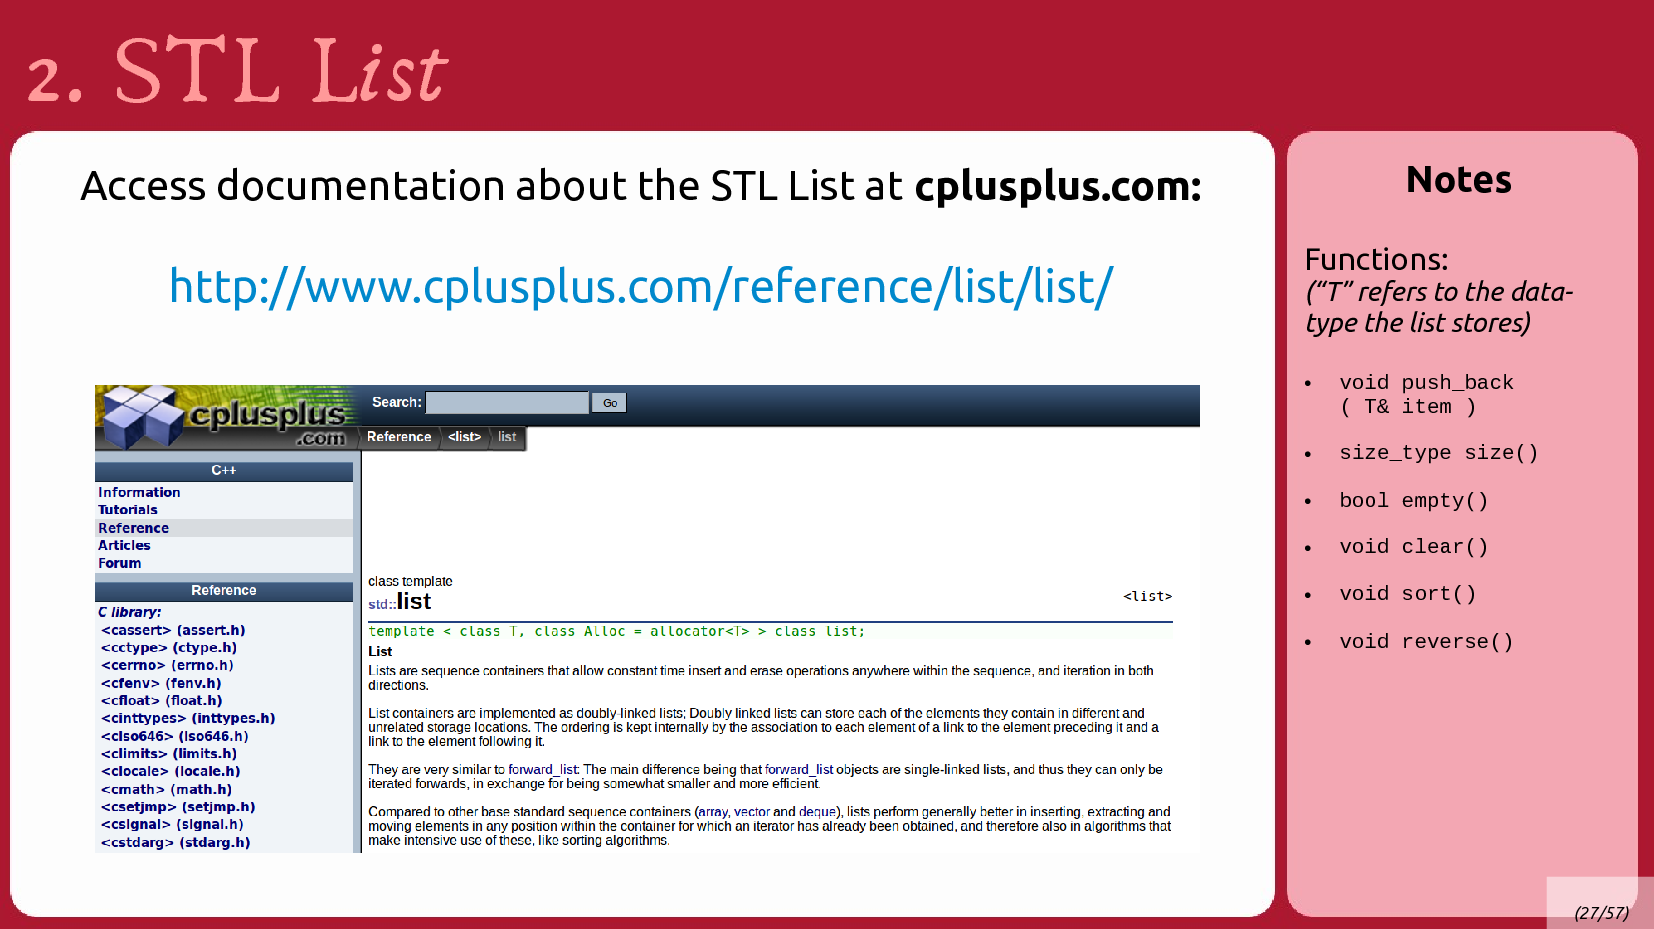 2. STL List
Access documentation about the STL List at cplusplus.com:
http://www.cplusplus.com/reference/list/list/
cplusplus
.com
Search:
Go
Reference
<list>
list
C++
Information
Tutorials
Reference
Articles
Forum
Reference
C library:
<cassert> (assert.h)
<cctype> (ctype.h)
<cerrno> (errno.h)
<cfenv> (fenv.h)
<cfloat> (float.h)
<cinttypes> (inttypes.h)
<ciso646> (iso646.h)
<climits> (limits.h)
<clocale> (locale.h)
<cmath> (math.h)
<csetjmp> (setjmp.h)
<csignal> (signal.h)
<cstdarg> (stdarg.h)
class template
std::list
<list>
template < class T, class Alloc = allocator<T> > class list;
List
Lists are sequence containers that allow constant time insert and erase operations anywhere within the sequence, and iteration in both
directions.
List containers are implemented as doubly-linked lists; Doubly linked lists can store each of the elements they contain in different and
unrelated storage locations. The ordering is kept internally by the association to each element of a link to the element preceding it and a
link to the element following it.
They are very similar to forward_list: The main difference being that forward_list objects are single-linked lists, and thus they can only be
iterated forwards, in exchange for being somewhat smaller and more efficient.
Compared to other base standard sequence containers (array, vector and deque), lists perform generally better in inserting, extracting and
moving elements in any position within the container for which an iterator has already been obtained, and therefore also in algorithms that
make intensive use of these, like sorting algorithms.
Notes
Functions:
(“T” refers to the data-
type the list stores)
• void push_back
( T& item )
• size_type size()
• bool empty()
• void clear()
• void sort()
• void reverse()
(27/57)